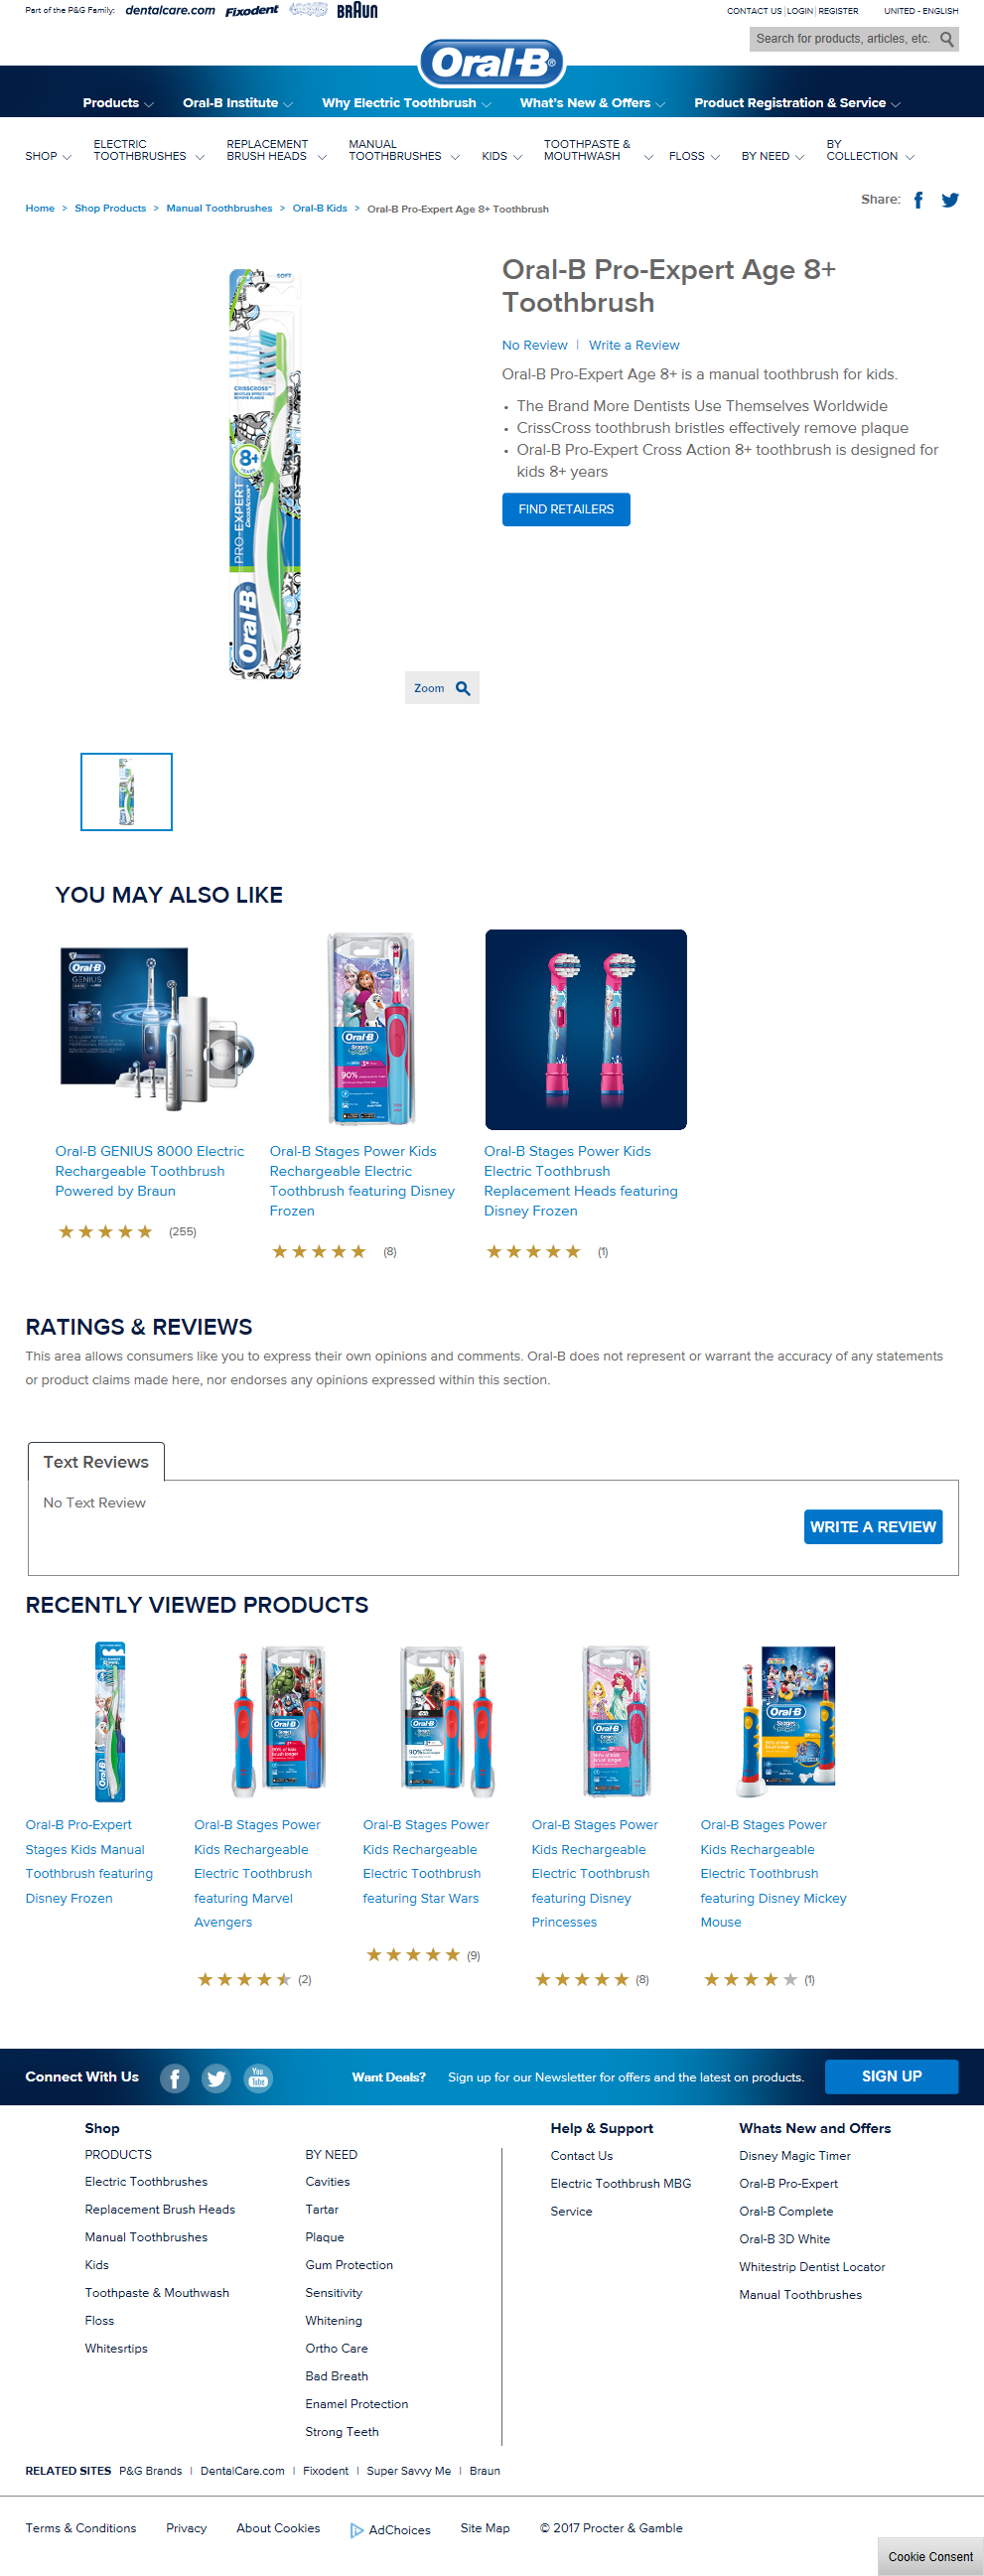 Part of the P&G Family: dentalcare.com Fixodent BRAUN
CONTACT US | LOGIN | REGISTER UNITED - ENGLISH
Search for products, articles, etc.
Oral-B
Products Oral-B Institute Why Electric Toothbrush What's New & Offers Product Registration & Service
SHOP
ELECTRIC TOOTHBRUSHES
REPLACEMENT BRUSH HEADS
MANUAL TOOTHBRUSHES
KIDS
TOOTHPASTE & MOUTHWASH
FLOSS
BY NEED
BY COLLECTION
Share:
Home > Shop Products > Manual Toothbrushes > Oral-B Kids > Oral-B Pro-Expert Age 8+ Toothbrush
SOFT
CRISSCROSS
8+
YEARS
PRO-EXPERT
CROSSACTION
Oral-B
Oral-B Pro-Expert Age 8+
Toothbrush
No Review | Write a Review
Oral-B Pro-Expert Age 8+ is a manual toothbrush for kids.
• The Brand More Dentists Use Themselves Worldwide
• CrissCross toothbrush bristles effectively remove plaque
• Oral-B Pro-Expert Cross Action 8+ toothbrush is designed for
kids 8+ years
FIND RETAILERS
Zoom
YOU MAY ALSO LIKE
Oral-B
GENIUS
Oral-B
Stages
90%
Oral-B GENIUS 8000 Electric
Rechargeable Toothbrush
Powered by Braun
(255)
Oral-B Stages Power Kids
Rechargeable Electric
Toothbrush featuring Disney
Frozen
(8)
Oral-B Stages Power Kids
Electric Toothbrush
Replacement Heads featuring
Disney Frozen
(1)
RATINGS & REVIEWS
This area allows consumers like you to express their own opinions and comments. Oral-B does not represent or warrant the accuracy of any statements
or product claims made here, nor endorses any opinions expressed within this section.
Text Reviews
No Text Review
WRITE A REVIEW
RECENTLY VIEWED PRODUCTS
Oral-B
Oral-B
Stages
Oral-B
90%
Oral-B
Stages
Oral-B
Stages
Oral-B Pro-Expert
Stages Kids Manual
Toothbrush featuring
Disney Frozen
Oral-B Stages Power
Kids Rechargeable
Electric Toothbrush
featuring Marvel
Avengers
(2)
Oral-B Stages Power
Kids Rechargeable
Electric Toothbrush
featuring Star Wars
(9)
Oral-B Stages Power
Kids Rechargeable
Electric Toothbrush
featuring Disney
Princesses
(8)
Oral-B Stages Power
Kids Rechargeable
Electric Toothbrush
featuring Disney Mickey
Mouse
(1)
Connect With Us
You Tube
Want Deals? Sign up for our Newsletter for offers and the latest on products.
SIGN UP
Shop
PRODUCTS
Electric Toothbrushes
Replacement Brush Heads
Manual Toothbrushes
Kids
Toothpaste & Mouthwash
Floss
Whitesrtips
BY NEED
Cavities
Tartar
Plaque
Gum Protection
Sensitivity
Whitening
Ortho Care
Bad Breath
Enamel Protection
Strong Teeth
Help & Support
Contact Us
Electric Toothbrush MBG
Service
Whats New and Offers
Disney Magic Timer
Oral-B Pro-Expert
Oral-B Complete
Oral-B 3D White
Whitestrip Dentist Locator
Manual Toothbrushes
RELATED SITES P&G Brands | DentalCare.com | Fixodent | Super Savvy Me | Braun
Terms & Conditions Privacy About Cookies AdChoices Site Map © 2017 Procter & Gamble
Cookie Consent